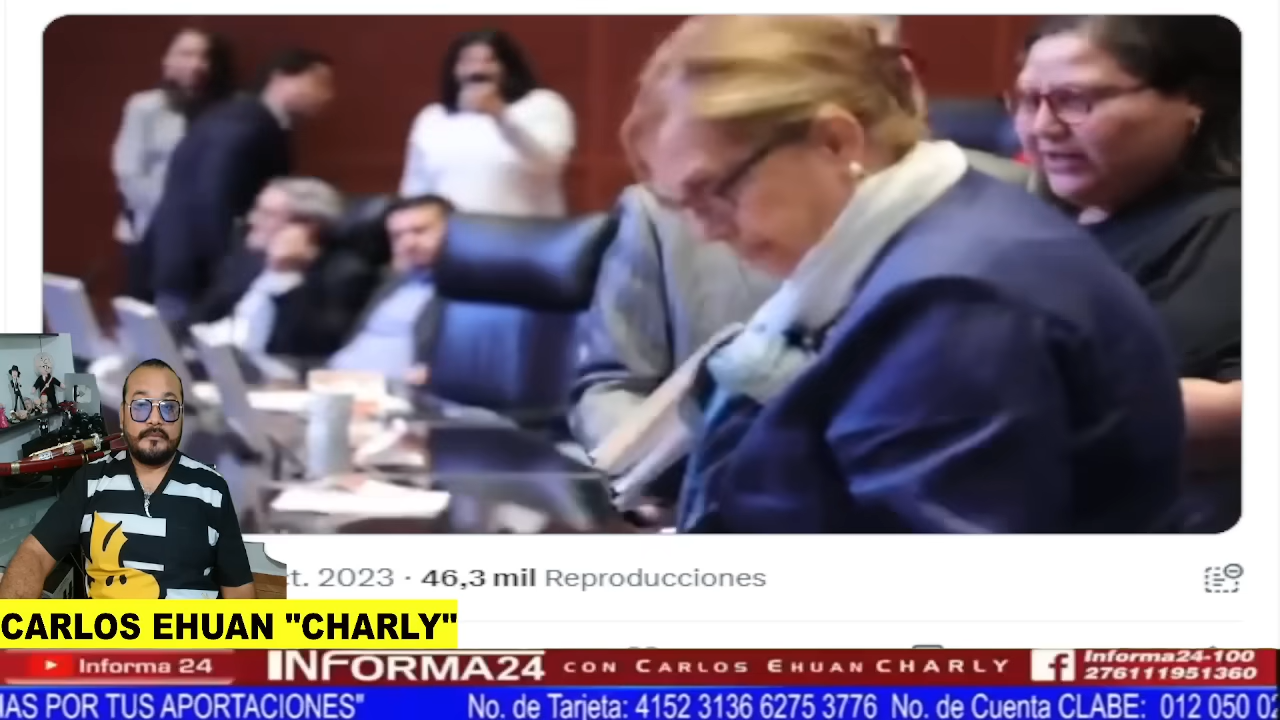 ct. 2023 · 46,3 mil Reproducciones
CARLOS EHUAN "CHARLY"
Informa 24
INFORMA24 CON CARLOS EHUAN CHARLY
Informa24-100
276111951360
IAS POR TUS APORTACIONES" No. de Tarjeta: 4152 3136 6275 3776 No. de Cuenta CLABE: 012 050 02